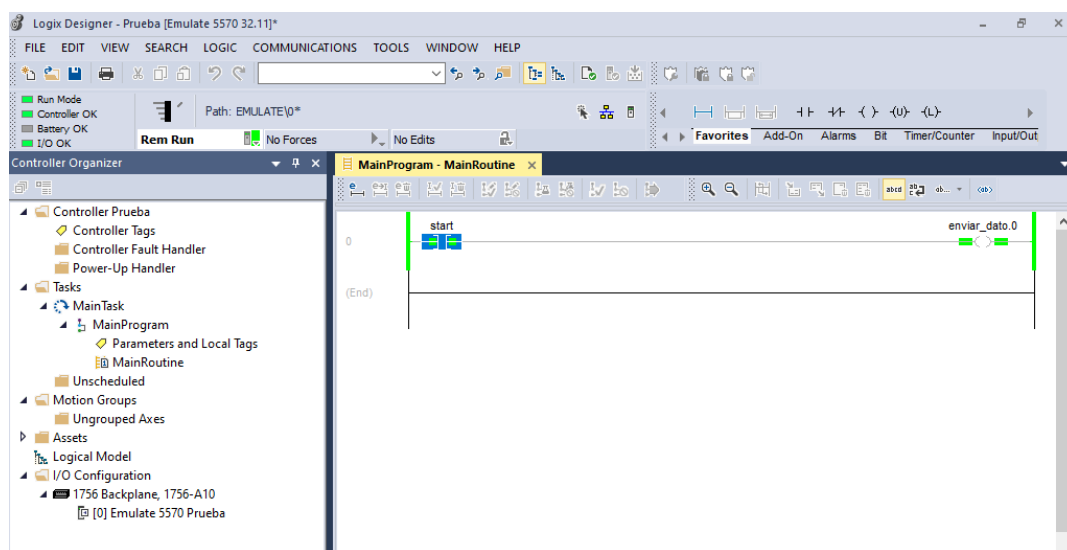 Logix Designer - Prueba [Emulate 5570 32.11]*
FILE EDIT VIEW SEARCH LOGIC COMMUNICATIONS TOOLS WINDOW HELP
Run Mode
Controller OK
Battery OK
I/O OK
Path: EMULATE\0*
Rem Run No Forces No Edits
Favorites Add-On Alarms Bit Timer/Counter Input/Out
Controller Organizer
Controller Prueba
Controller Tags
Controller Fault Handler
Power-Up Handler
Tasks
MainTask
MainProgram
Parameters and Local Tags
MainRoutine
Unscheduled
Motion Groups
Ungrouped Axes
Assets
Logical Model
I/O Configuration
1756 Backplane, 1756-A10
[0] Emulate 5570 Prueba
MainProgram - MainRoutine
abcd ab... <ab>
start enviar_dato.0
0
(End)